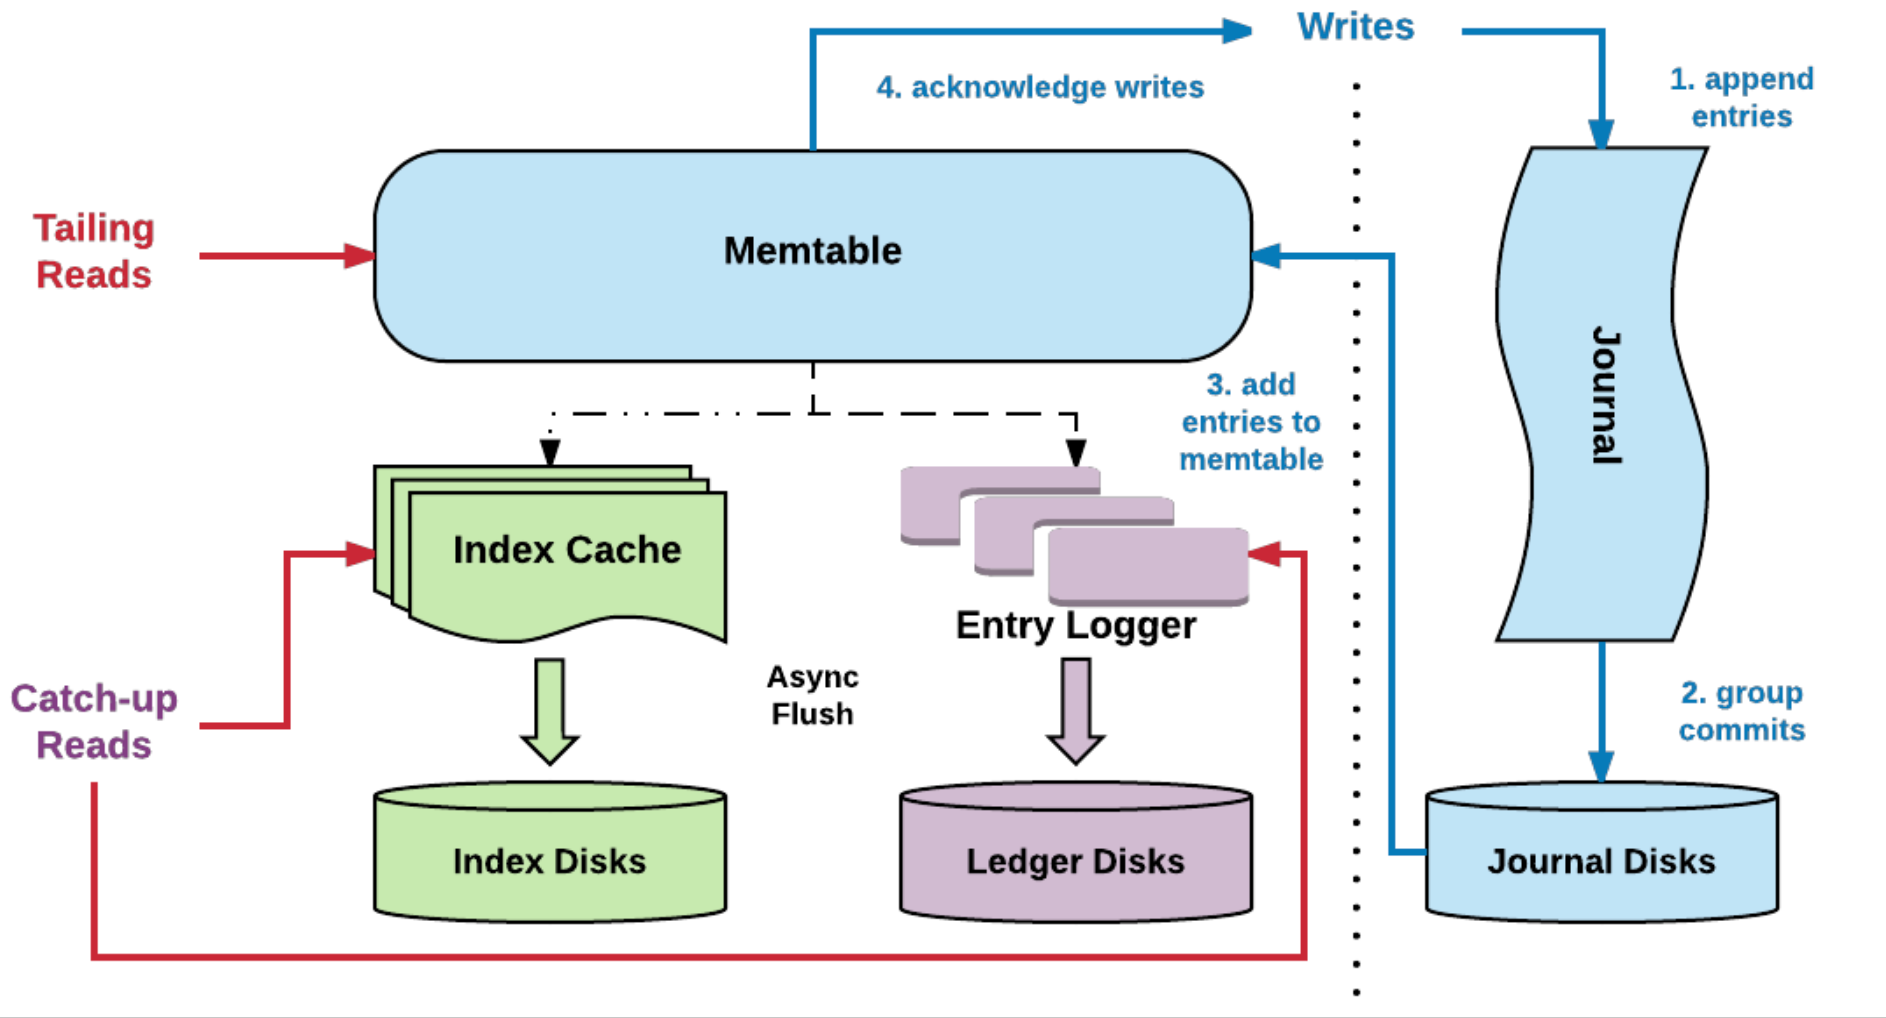 Writes
4. acknowledge writes
1. append
entries
Tailing
Reads
Memtable
Journal
3. add
entries to
memtable
Index Cache
Entry Logger
Async
Flush
Catch-up
Reads
2. group
commits
Index Disks
Ledger Disks
Journal Disks